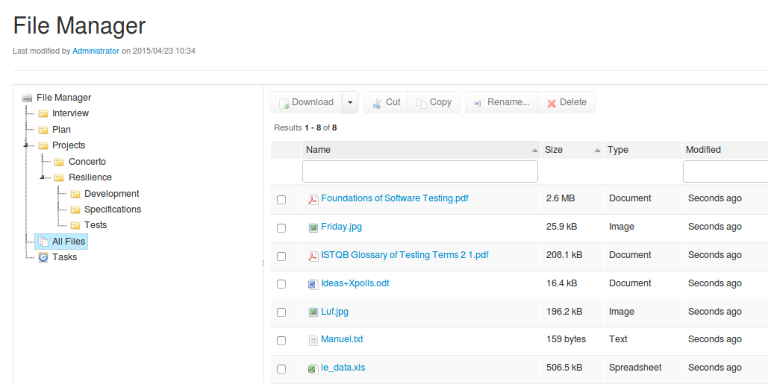 File Manager
Last modified by Administrator on 2015/04/23 10:34
File Manager
Interview
Plan
Projects
Concerto
Resilience
Development
Specifications
Tests
All Files
Tasks
Download Cut Copy Rename... Delete
Results 1 - 8 of 8
Name Size Type Modified
Foundations of Software Testing.pdf 2.6 MB Document Seconds ago
Friday.jpg 25.9 kB Image Seconds ago
ISTQB Glossary of Testing Terms 2 1.pdf 208.1 kB Document Seconds ago
Ideas+Xpolls.odt 16.4 kB Document Seconds ago
Luf.jpg 196.2 kB Image Seconds ago
Manuel.txt 159 bytes Text Seconds ago
ie_data.xls 506.5 kB Spreadsheet Seconds ago